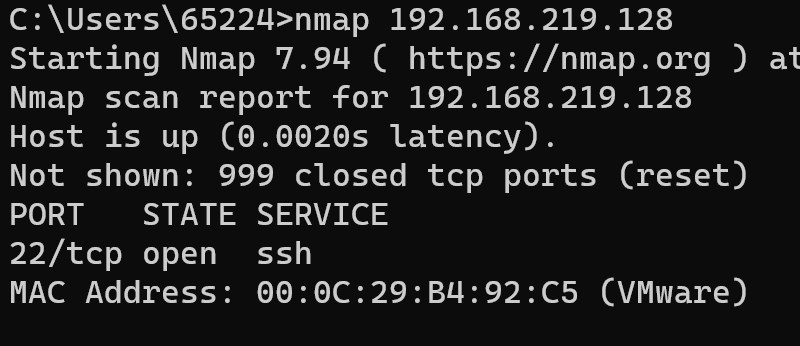 C:\Users\65224>nmap 192.168.219.128
Starting Nmap 7.94 ( https://nmap.org ) at
Nmap scan report for 192.168.219.128
Host is up (0.0020s latency).
Not shown: 999 closed tcp ports (reset)
PORT   STATE SERVICE
22/tcp open  ssh
MAC Address: 00:0C:29:B4:92:C5 (VMware)